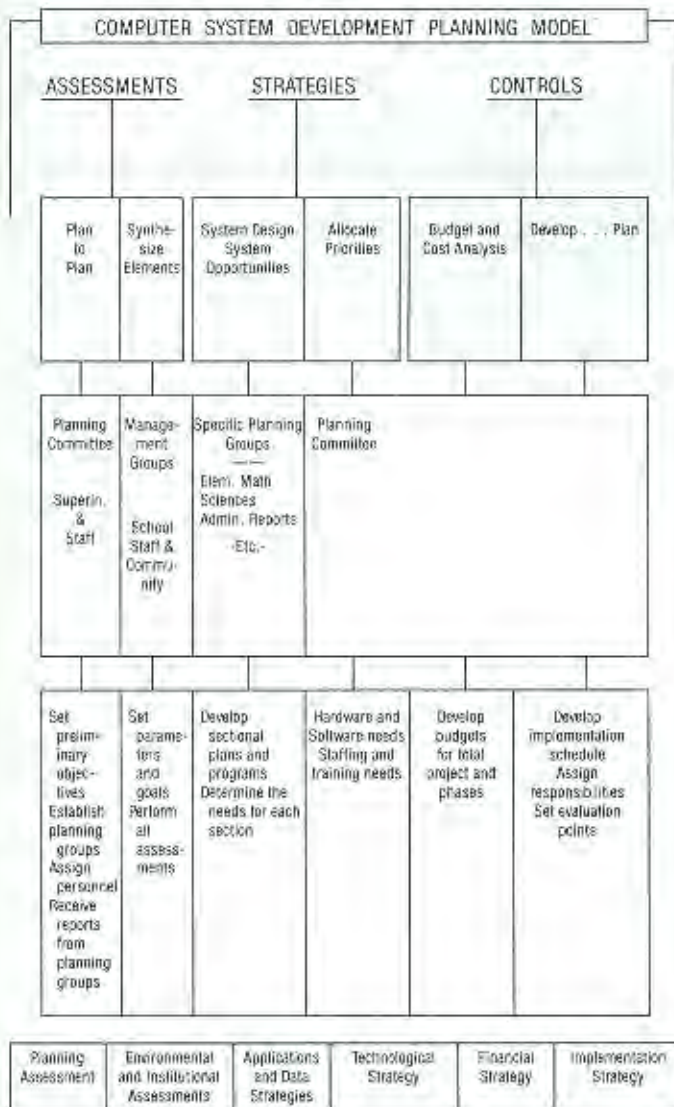 COMPUTER SYSTEM DEVELOPMENT PLANNING MODEL
ASSESSMENTS
STRATEGIES
CONTROLS
Plan
to
Plan
Synthe-
size
Elements
System Design
System
Opportunities
Allocate
Priorities
Budget and
Cost Analysis
Develop . . . Plan
Planning
Committee
Superin.
&
Staff
Manage-
ment
Groups
School
Staff &
Commu-
nity
Specific Planning
Groups
Elem. Math
Sciences
Admin. Reports
-Etc.-
Planning
Committee
Set
prelim-
inary
objec-
tives
Establish
planning
groups
Assign
personnel
Receive
reports
from
planning
groups
Set
parame-
ters
and
goals
Perform
all
assess-
ments
Develop
sectional
plans and
programs
Determine the
needs for each
section
Hardware and
Software needs
Staffing and
training needs
Develop
budgets
for total
project and
phases
Develop
implementation
schedule
Assign
responsibilities
Set evaluation
points
Planning
Assessment
Environmental
and Institutional
Assessments
Applications
and Data
Strategies
Technological
Strategy
Financial
Strategy
Implementation
Strategy